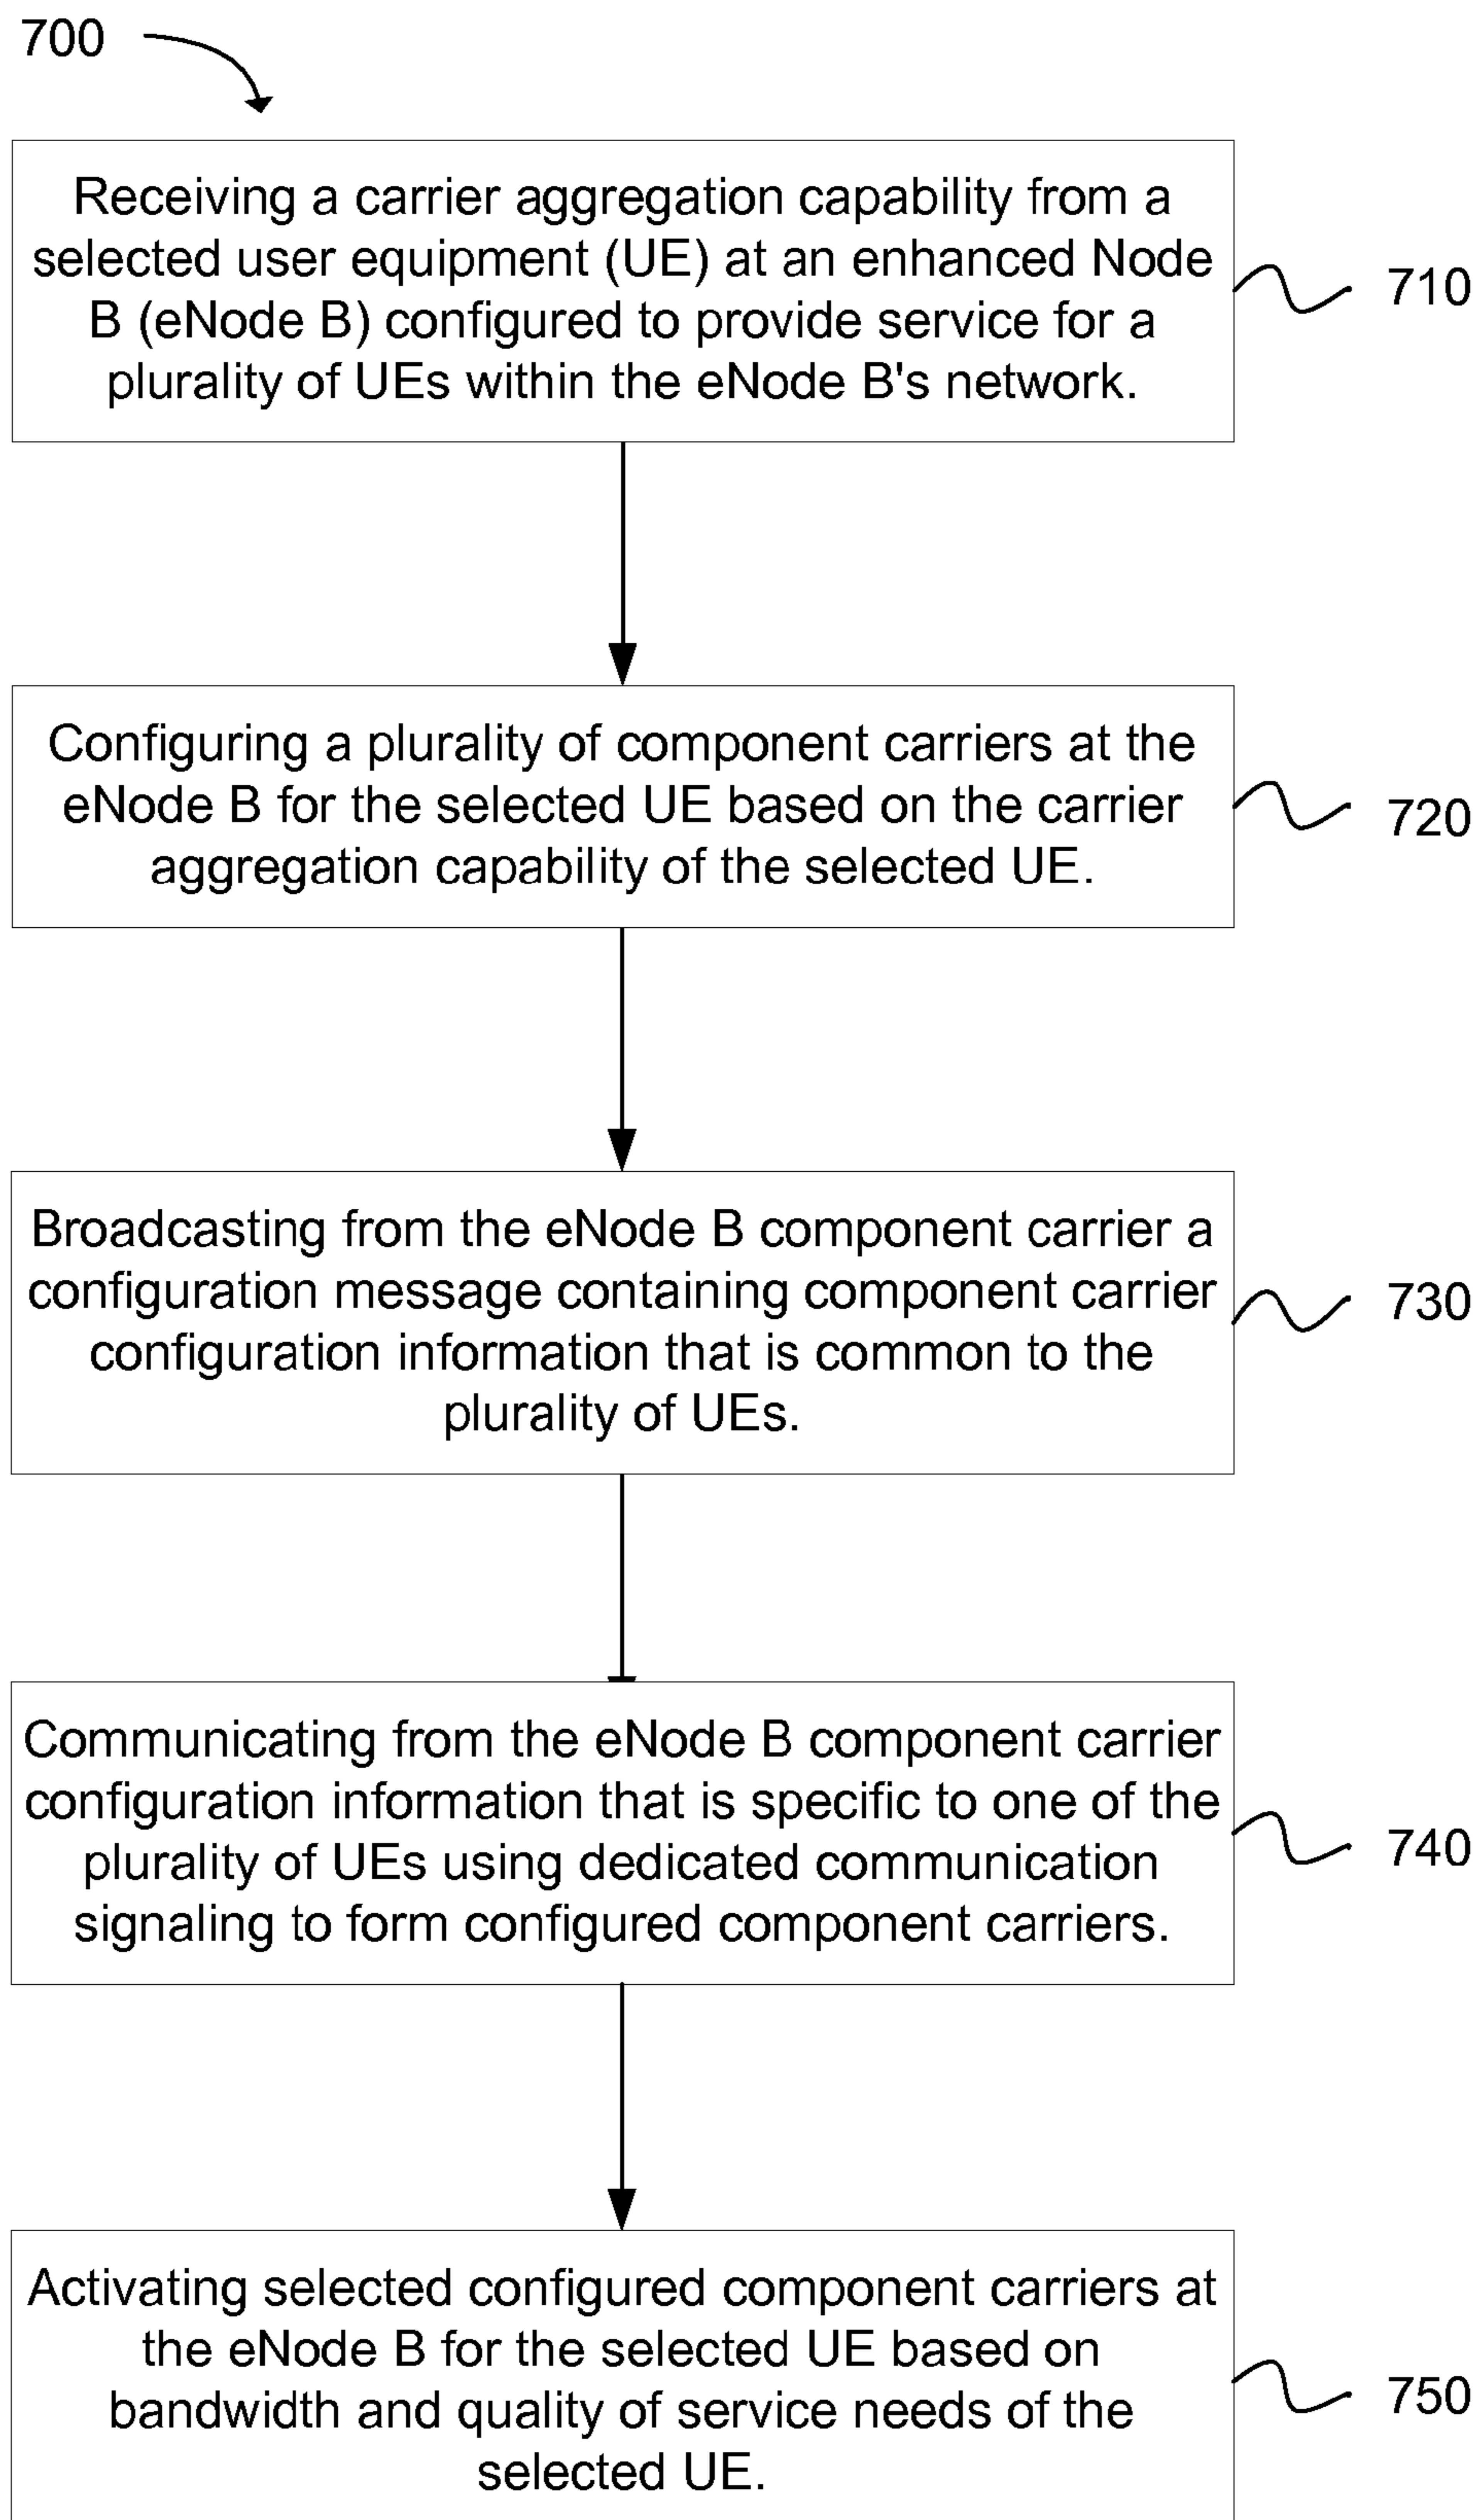 700
Receiving a carrier aggregation capability from a
selected user equipment (UE) at an enhanced Node
B (eNode B) configured to provide service for a
plurality of UEs within the eNode B's network.
710
Configuring a plurality of component carriers at the
eNode B for the selected UE based on the carrier
aggregation capability of the selected UE.
720
Broadcasting from the eNode B component carrier a
configuration message containing component carrier
configuration information that is common to the
plurality of UEs.
730
Communicating from the eNode B component carrier
configuration information that is specific to one of the
plurality of UEs using dedicated communication
signaling to form configured component carriers.
740
Activating selected configured component carriers at
the eNode B for the selected UE based on
bandwidth and quality of service needs of the
selected UE.
750